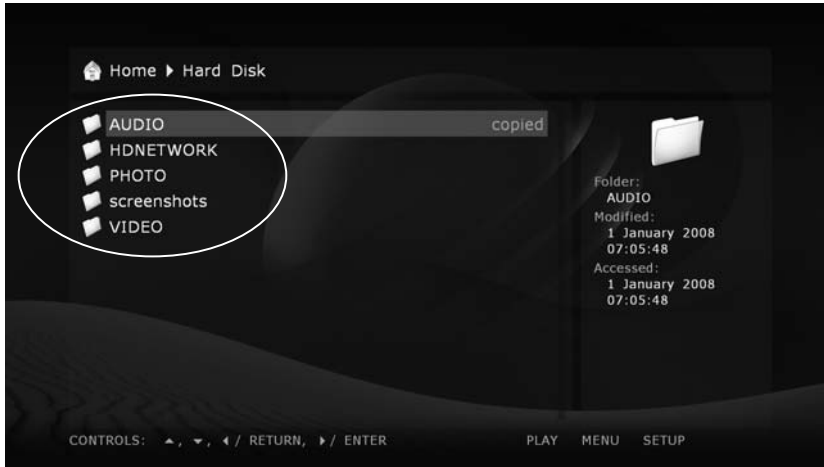 Home ▶ Hard Disk
AUDIO copied
HDNETWORK
PHOTO
screenshots
VIDEO
Folder:
AUDIO
Modified:
1 January 2008
07:05:48
Accessed:
1 January 2008
07:05:48
CONTROLS: ▲, ▼, ◀/ RETURN, ▶/ ENTER PLAY MENU SETUP